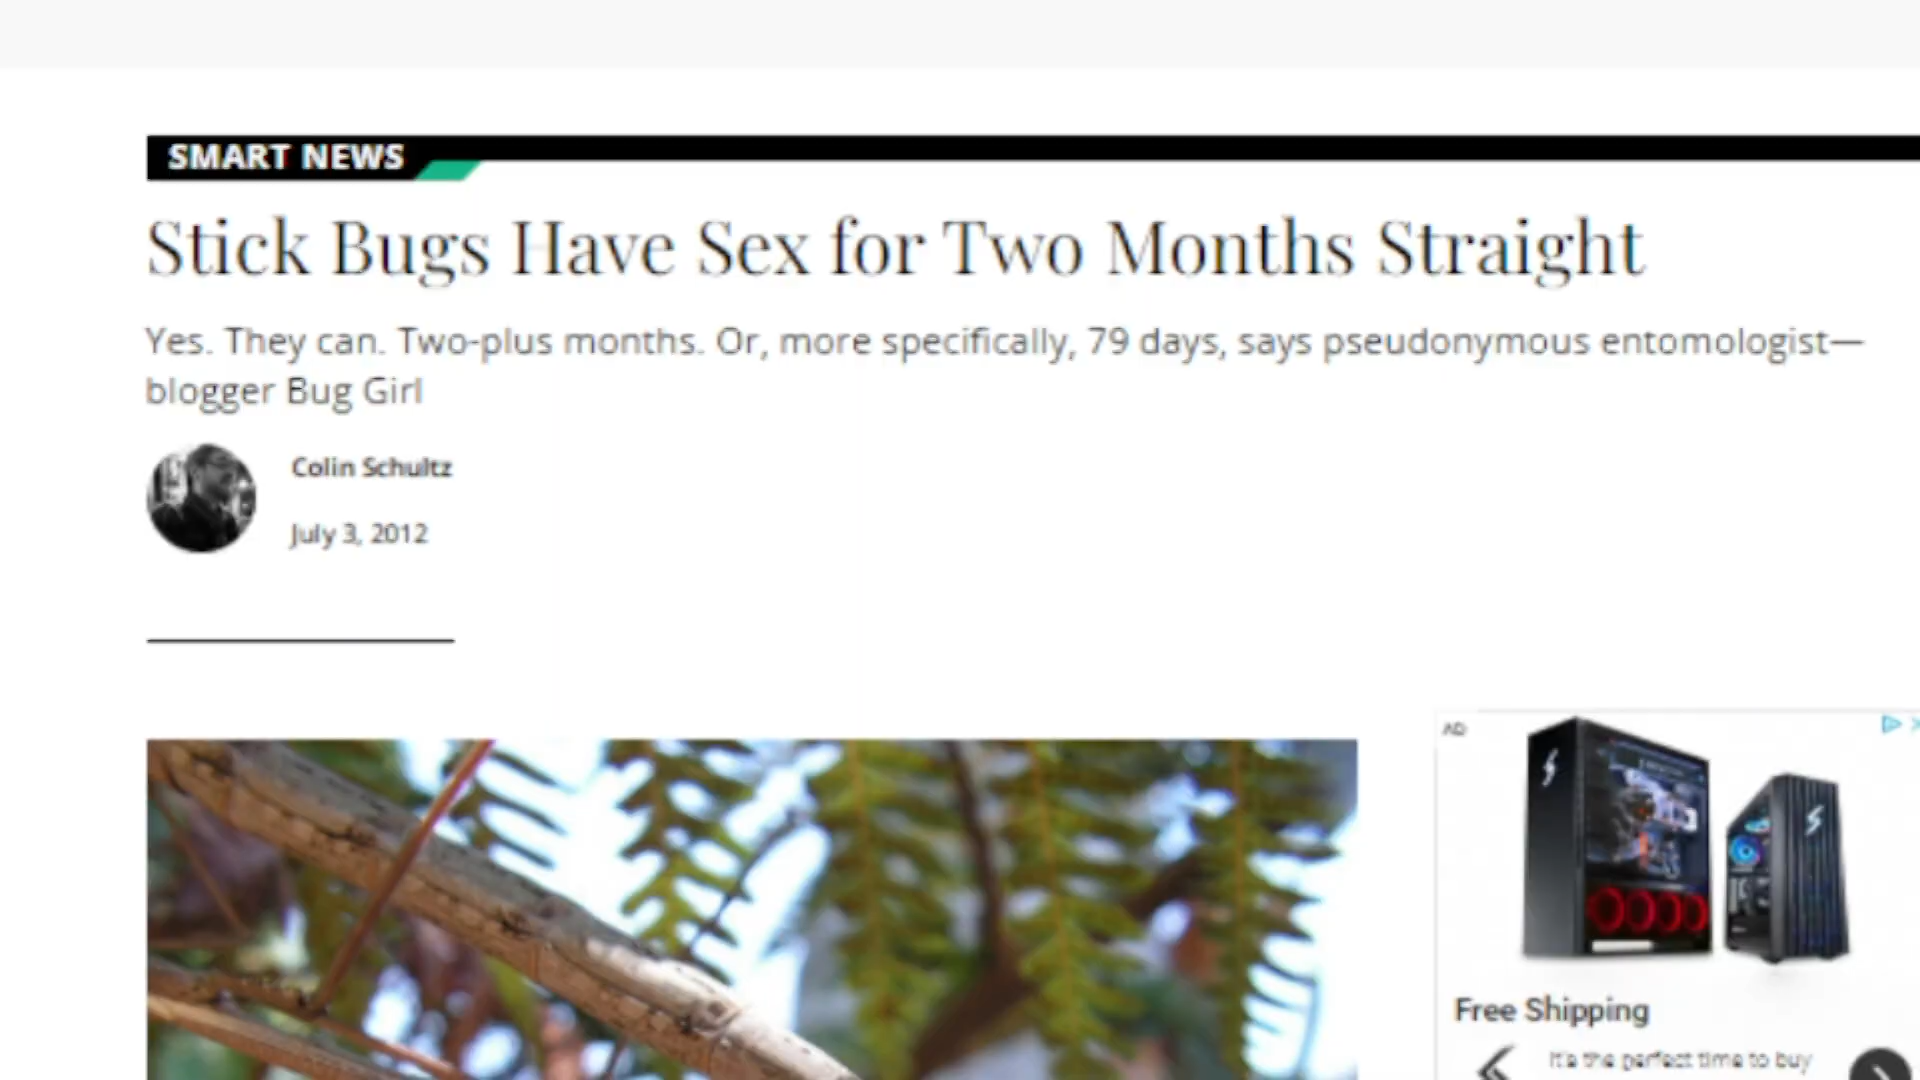 SMART NEWS
Stick Bugs Have Sex for Two Months Straight
Yes. They can. Two-plus months. Or, more specifically, 79 days, says pseudonymous entomologist—
blogger Bug Girl
Colin Schultz
July 3, 2012
AD
Free Shipping
It's the perfect time to buy